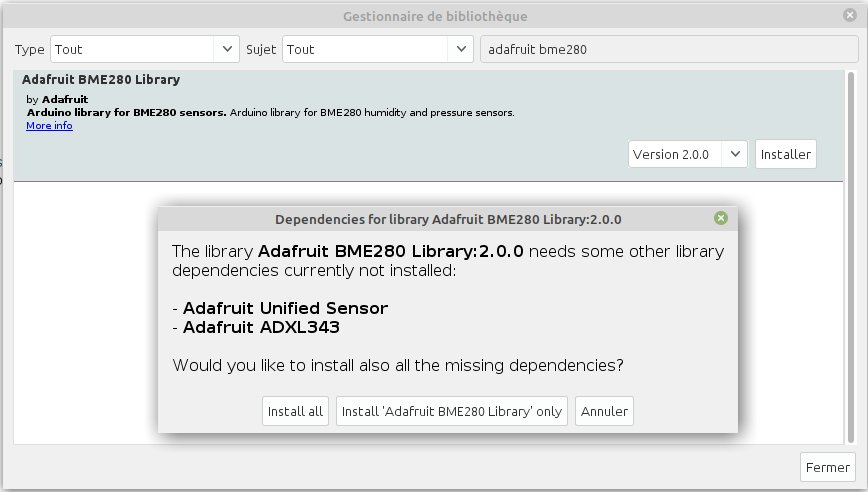 Gestionnaire de bibliothèque
Type Tout Sujet Tout adafruit bme280
Adafruit BME280 Library
by Adafruit
Arduino library for BME280 sensors. Arduino library for BME280 humidity and pressure sensors.
More info
Version 2.0.0 Installer
Dependencies for library Adafruit BME280 Library:2.0.0
The library Adafruit BME280 Library:2.0.0 needs some other library
dependencies currently not installed:
- Adafruit Unified Sensor
- Adafruit ADXL343
Would you like to install also all the missing dependencies?
Install all Install 'Adafruit BME280 Library' only Annuler
Fermer